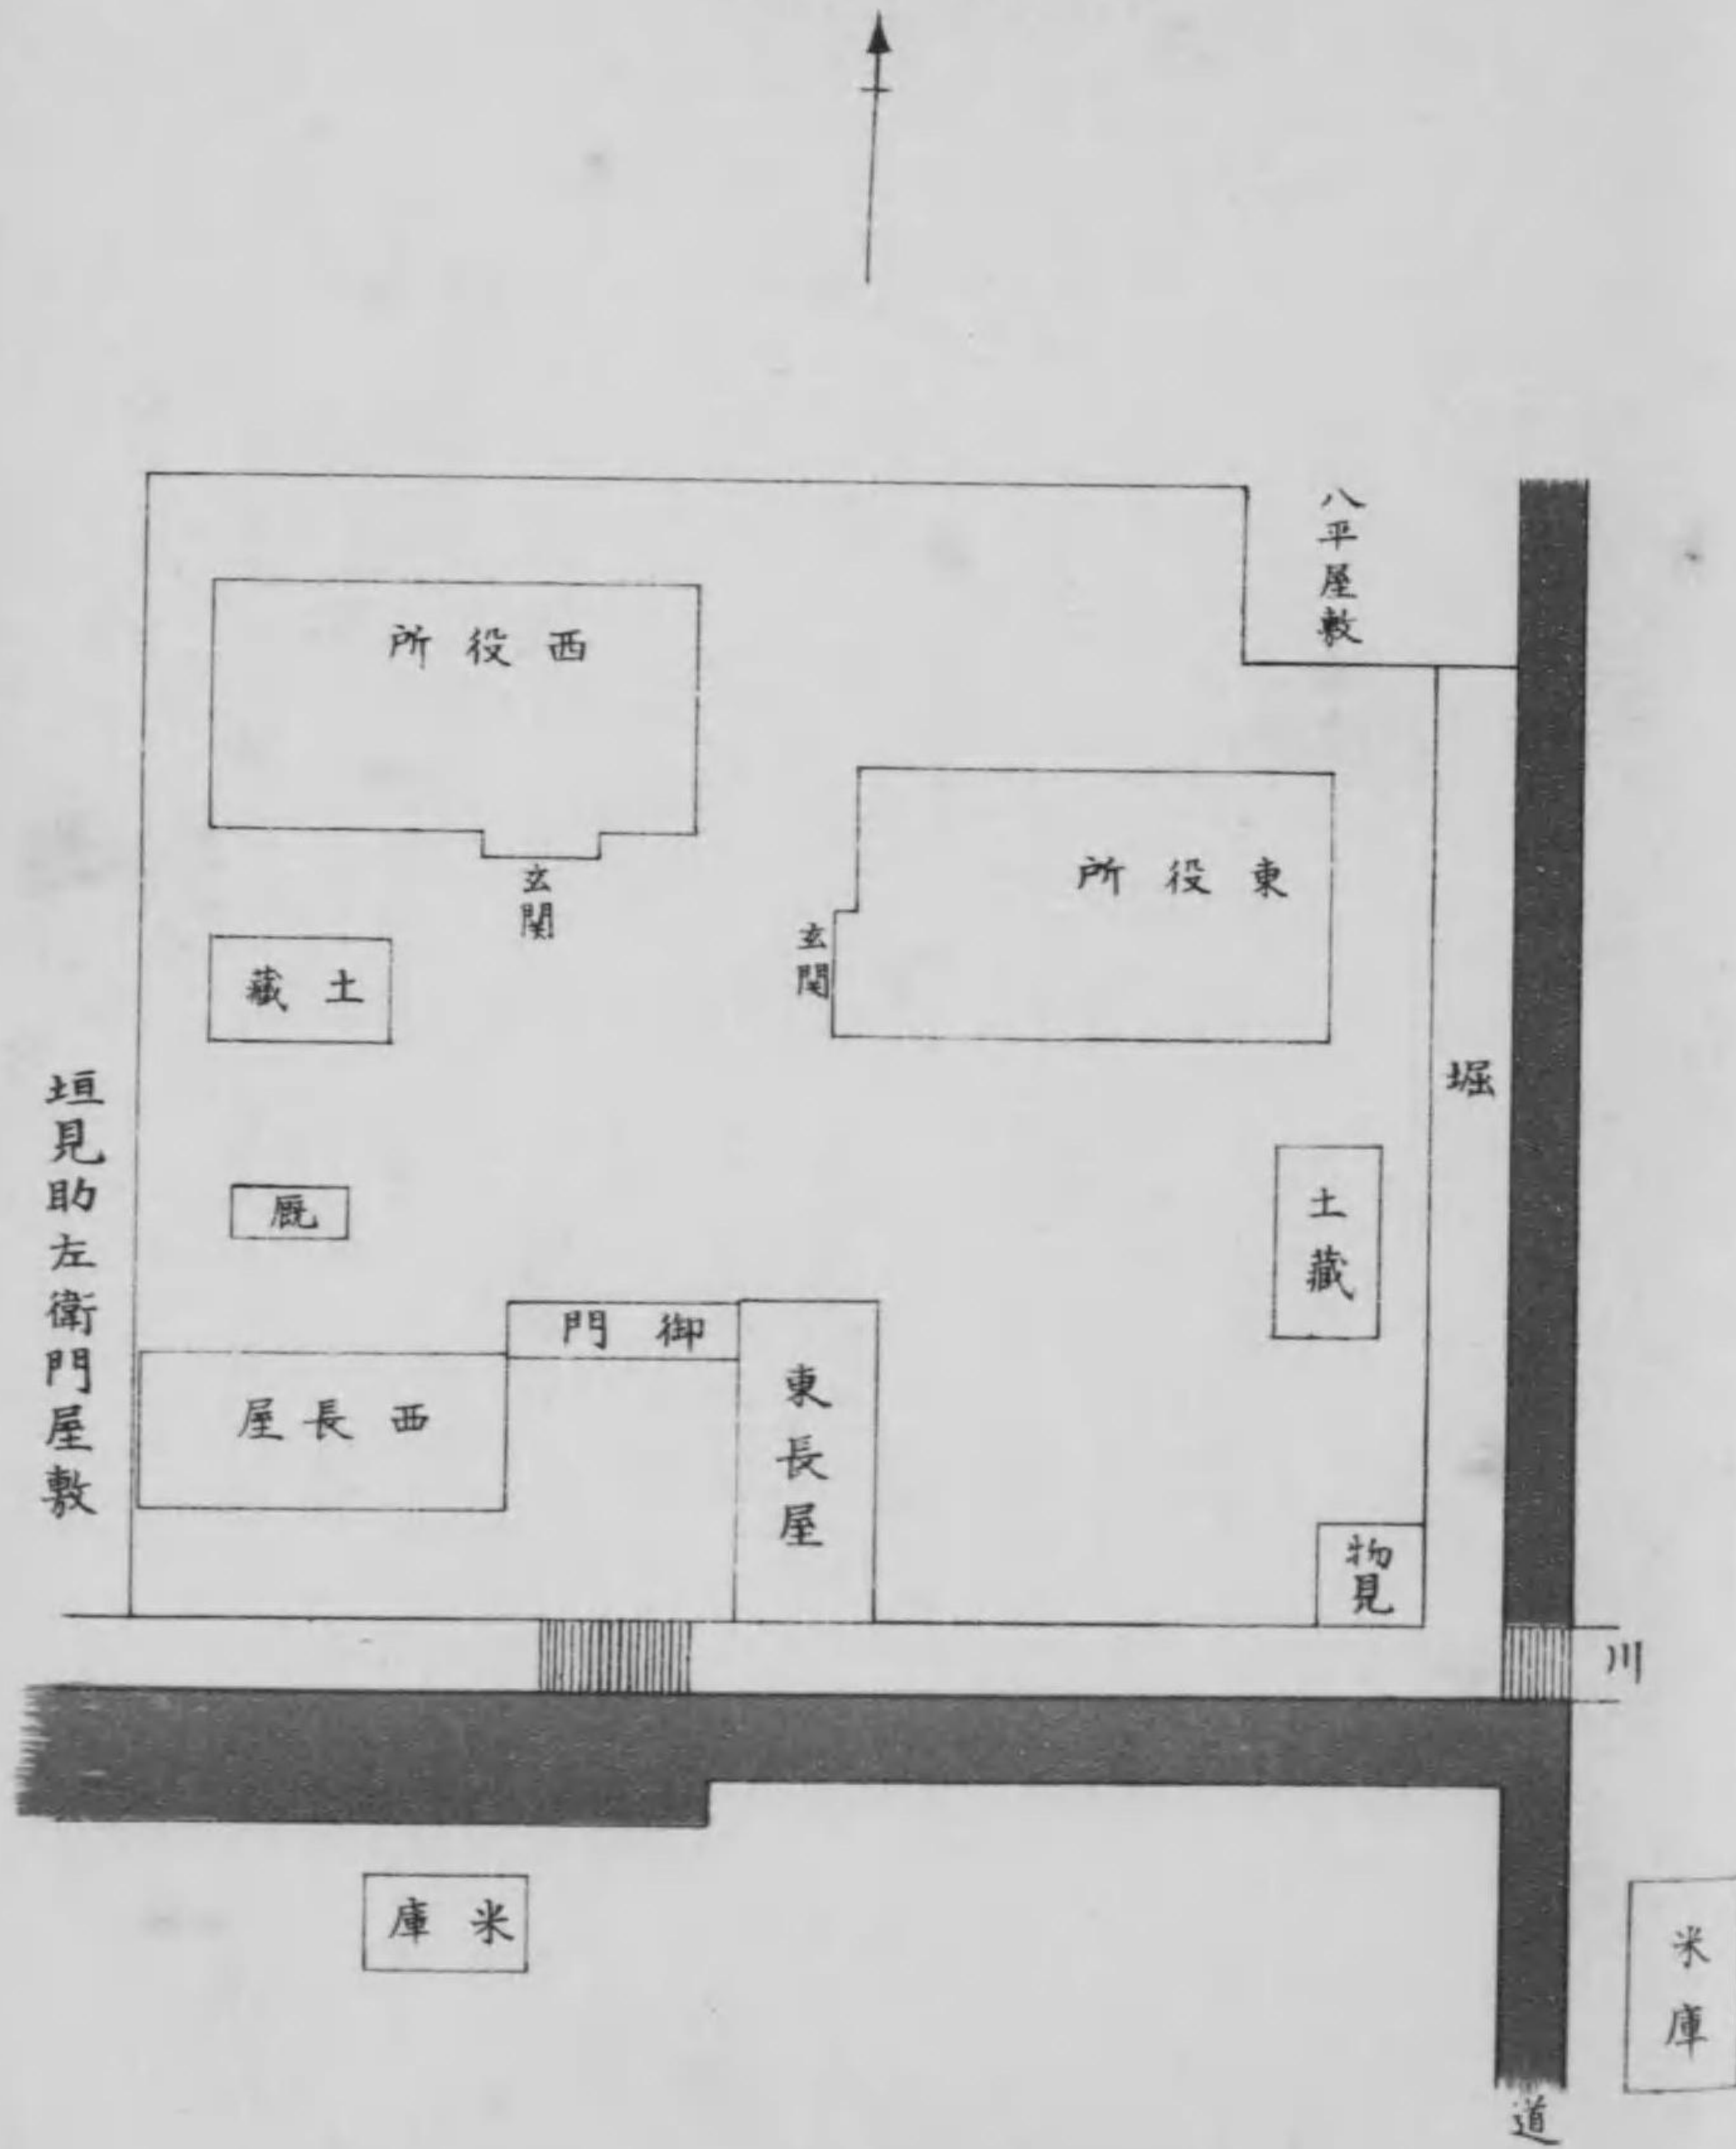 八平屋敷
西役所
玄関
東役所
玄関
土藏
堀
垣見助左衛門屋敷
土藏
厩
御門
西長屋
東長屋
物見
川
米庫
米庫
道